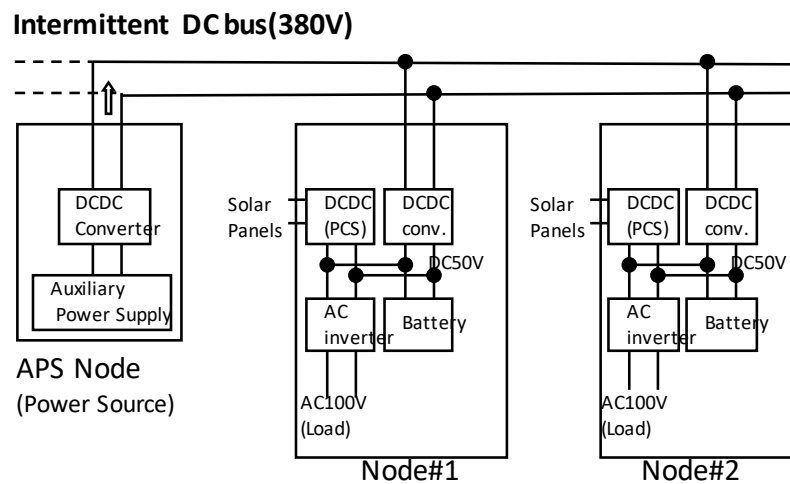 Intermittent DC bus(380V)
DCDC
Converter
Auxiliary
Power Supply
APS Node
(Power Source)
Solar
Panels
DCDC
(PCS)
DCDC
conv.
DC50V
AC
inverter
Battery
AC100V
(Load)
Node#1
Solar
Panels
DCDC
(PCS)
DCDC
conv.
DC50V
AC
inverter
Battery
AC100V
(Load)
Node#2